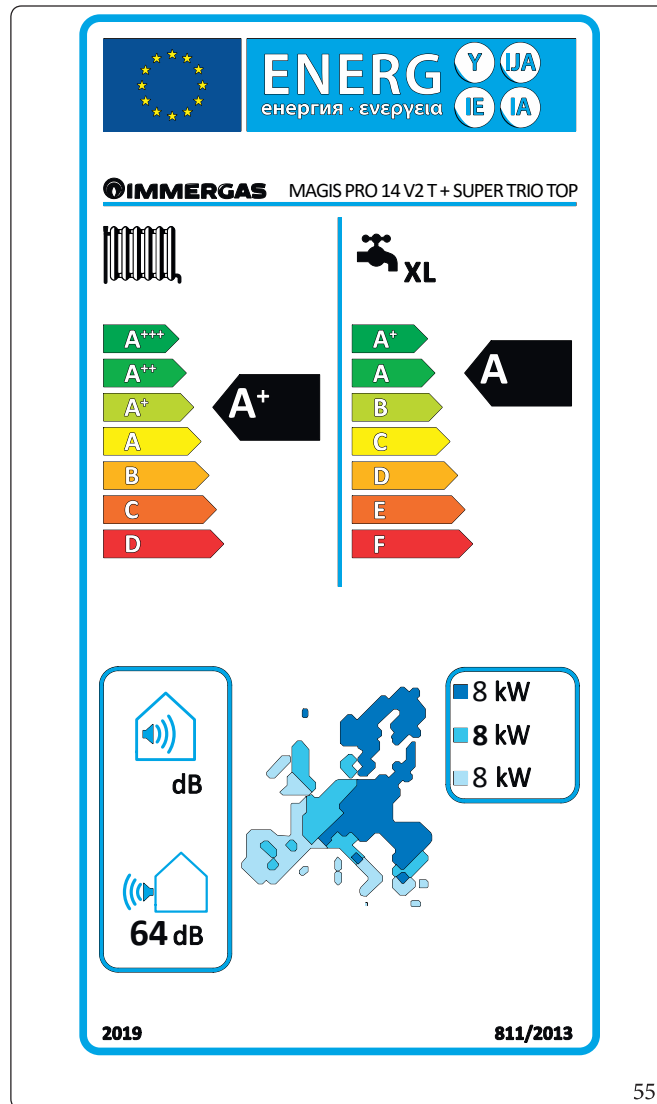 ENERG Y IJA
енергия · ενεργεια IE IA
IMMERGAS MAGIS PRO 14 V2 T + SUPER TRIO TOP
XL
A+++
A++
A+
A
B
C
D
A+
A+
A
B
C
D
E
F
A
dB
64 dB
8 kW
8 kW
8 kW
2019 811/2013
55